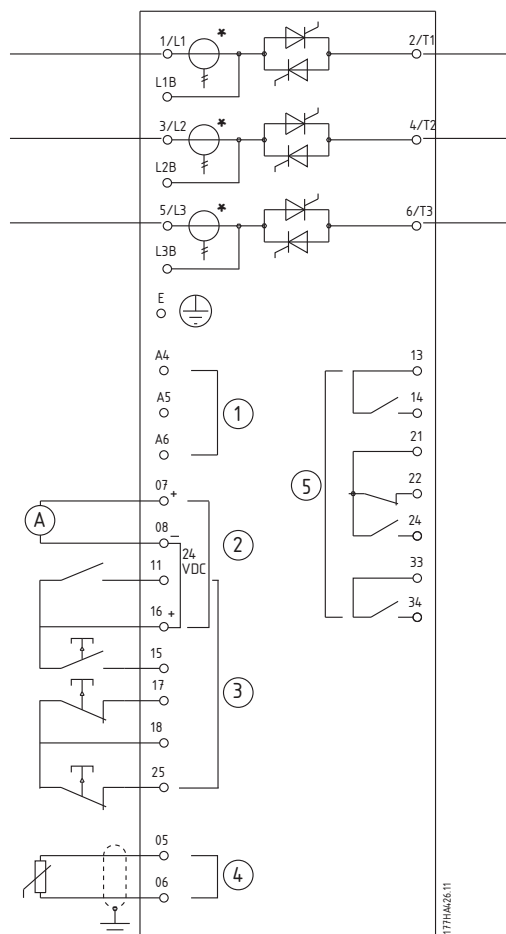 1/L1
*
2/T1
L1B
3/L2
*
4/T2
L2B
5/L3
*
6/T3
L3B
E
A4
A5
A6
1
13
14
21
22
24
33
34
5
07 +
A
08 –
2
24
VDC
11
16 +
15
17
3
18
25
05
06
4
177HA426.11